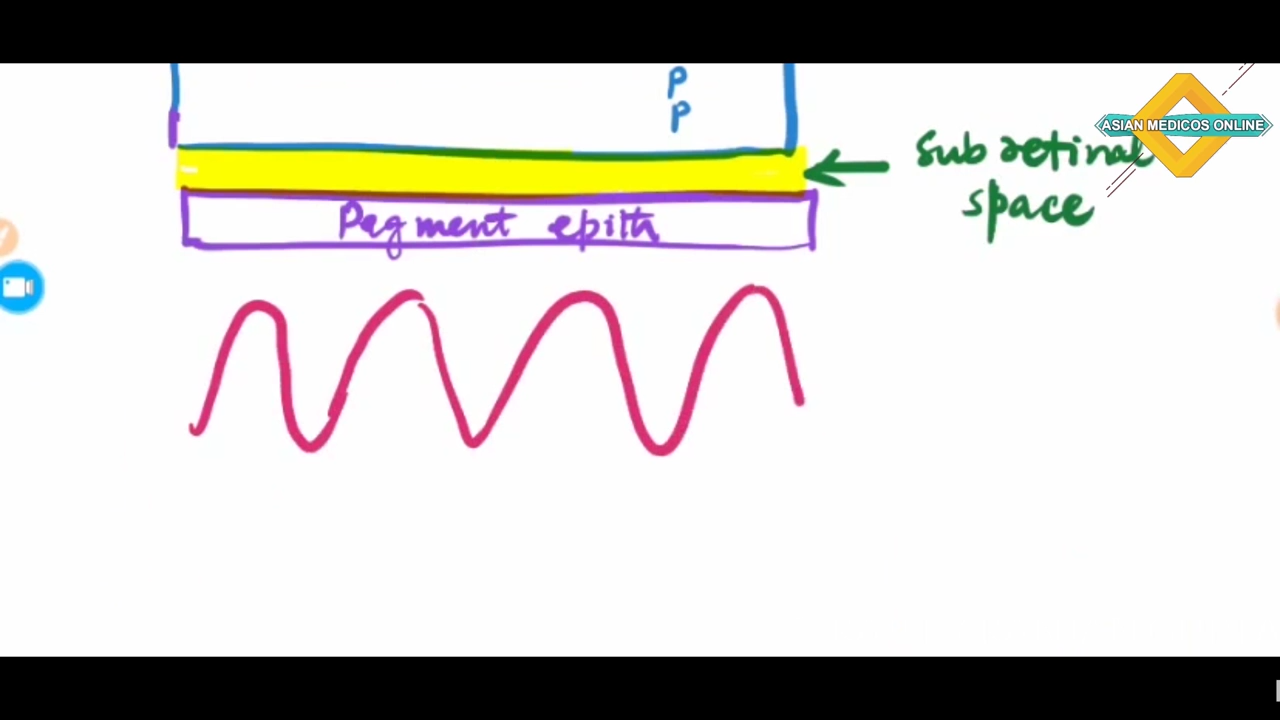 P
P
ASIAN MEDICOS ONLINE
Sub retinal
space
Pegment epith